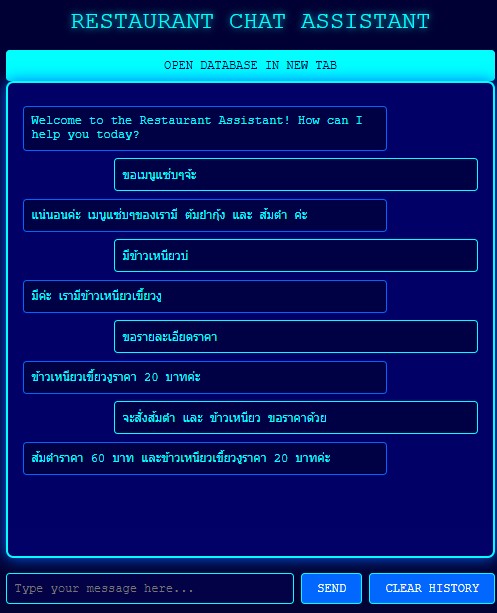 RESTAURANT CHAT ASSISTANT
OPEN DATABASE IN NEW TAB
Welcome to the Restaurant Assistant! How can I
help you today?
ขอเมนูแซ่บๆจ้ะ
แน่นอนค่ะ เมนูแซ่บๆของเรามี ต้มยำกุ้ง และ ส้มตำ ค่ะ
มีข้าวเหนียวบ่
มีค่ะ เรามีข้าวเหนียวเขี้ยวงู
ขอรายละเอียดราคา
ข้าวเหนียวเขี้ยวงูราคา 20 บาทค่ะ
จะสั่งส้มตำ และ ข้าวเหนียว ขอราคาด้วย
ส้มตำราคา 60 บาท และข้าวเหนียวเขี้ยวงูราคา 20 บาทค่ะ
Type your message here...
SEND
CLEAR HISTORY